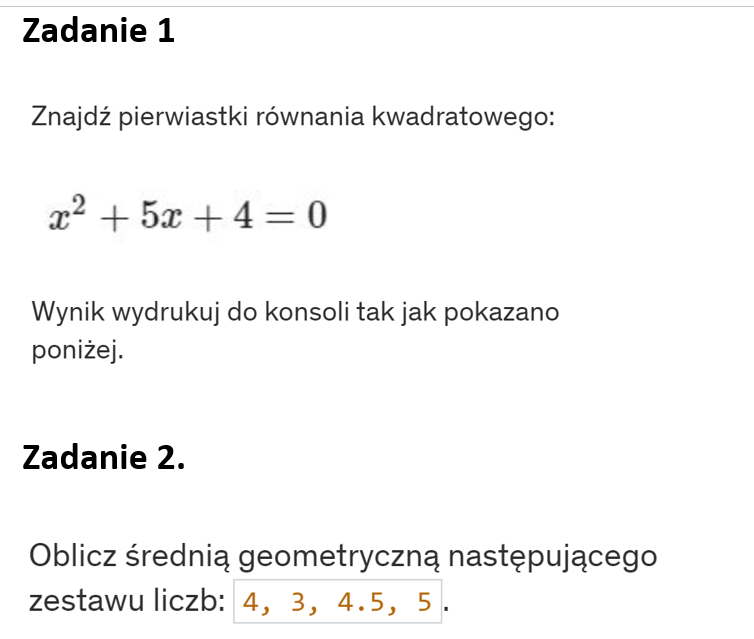 Zadanie 1
Znajdź pierwiastki równania kwadratowego:
x² + 5x + 4 = 0
Wynik wydrukuj do konsoli tak jak pokazano
poniżej.
Zadanie 2.
Oblicz średnią geometryczną następującego
zestawu liczb: 4, 3, 4.5, 5.